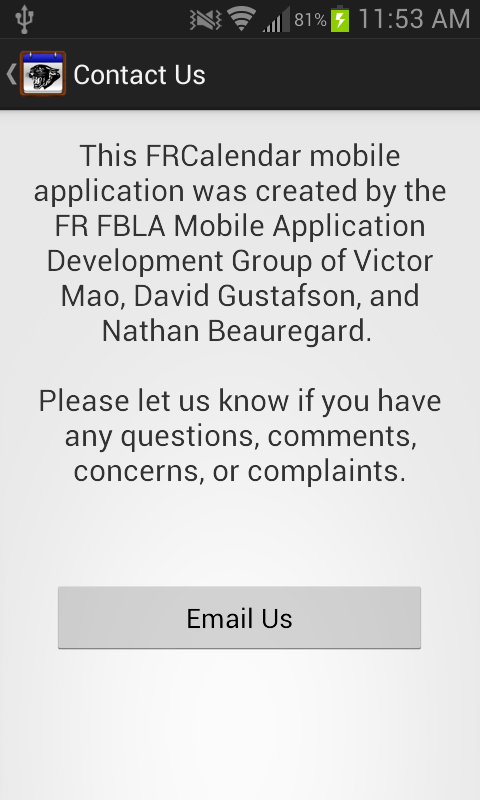 81% 11:53 AM
Contact Us
This FRCalendar mobile
application was created by the
FR FBLA Mobile Application
Development Group of Victor
Mao, David Gustafson, and
Nathan Beauregard.
Please let us know if you have
any questions, comments,
concerns, or complaints.
Email Us